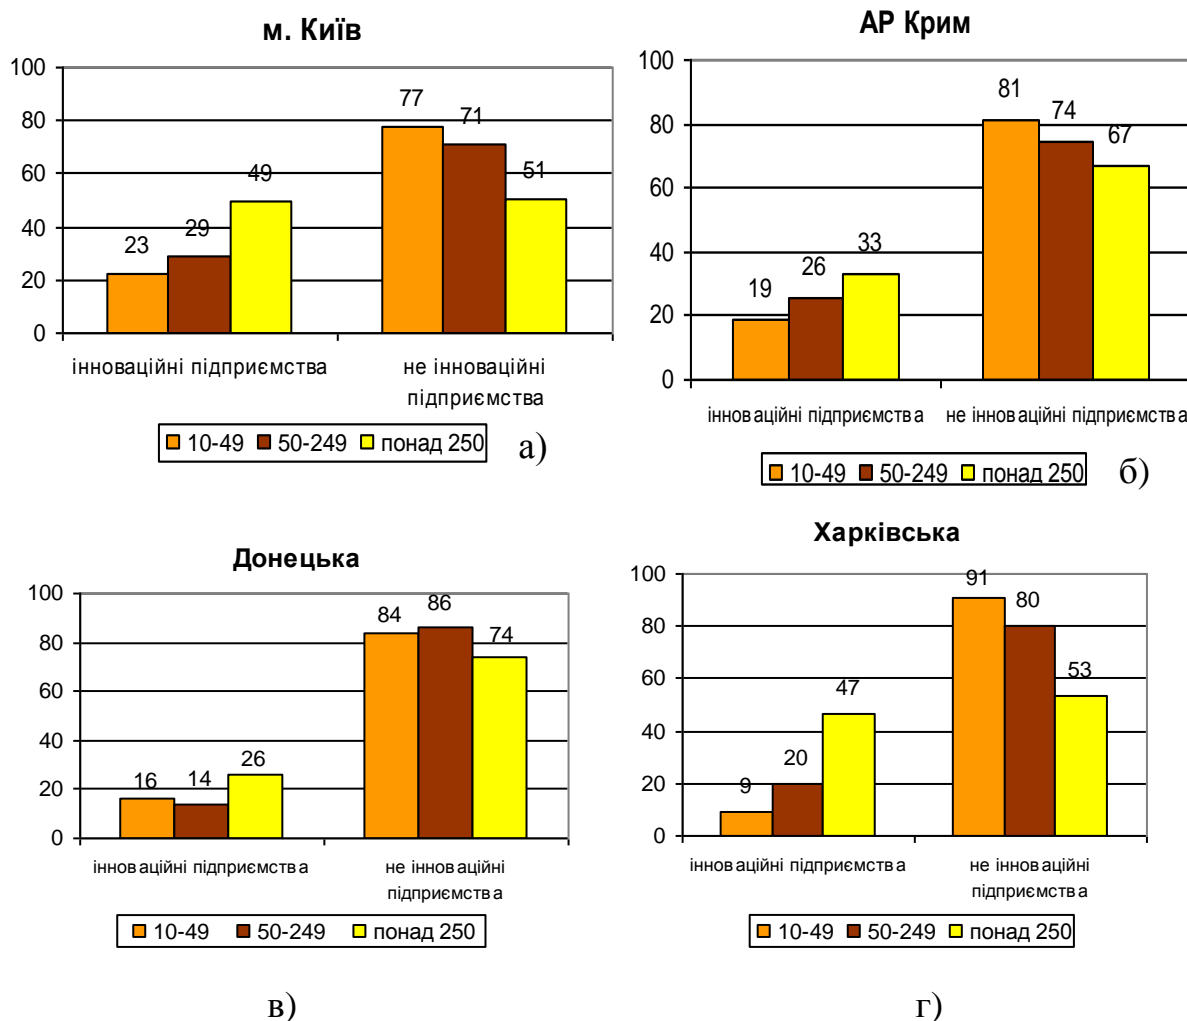 м. Київ
100
80
60
40
20
0
77
71
49
51
23
29
інноваційні підприємства
не інноваційні
підприємства
10-49 50-249 понад 250
а)
АР Крим
100
80
60
40
20
0
81
74
67
33
26
19
інноваційні підприємства не інноваційні підприємства
10-49 50-249 понад 250
б)
Донецька
100
80
60
40
20
0
84
86
74
16
14
26
інноваційні підприємства
не інноваційні
підприємства
10-49 50-249 понад 250
в)
Харківська
100
80
60
40
20
0
91
80
53
47
20
9
інноваційні підприємства
не інноваційні
підприємства
10-49 50-249 понад 250
г)